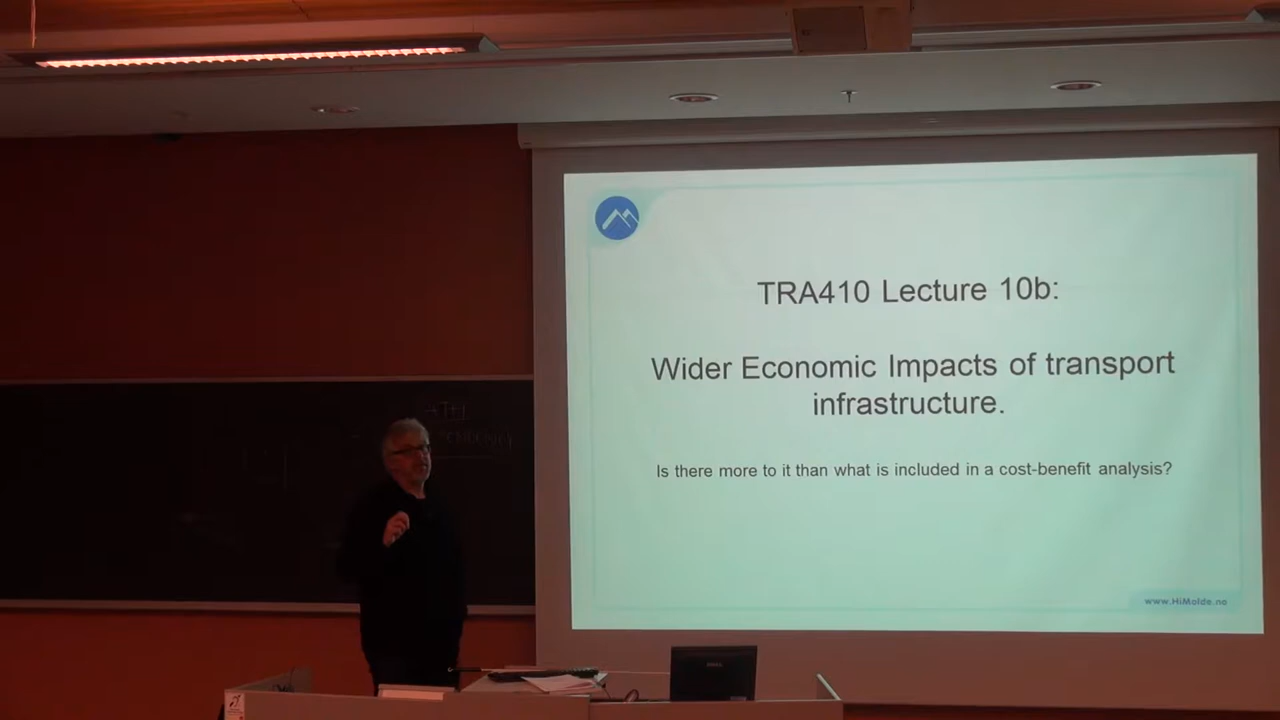 TRA410 Lecture 10b:
Wider Economic Impacts of transport
infrastructure.
Is there more to it than what is included in a cost-benefit analysis?
www.HiMolde.no